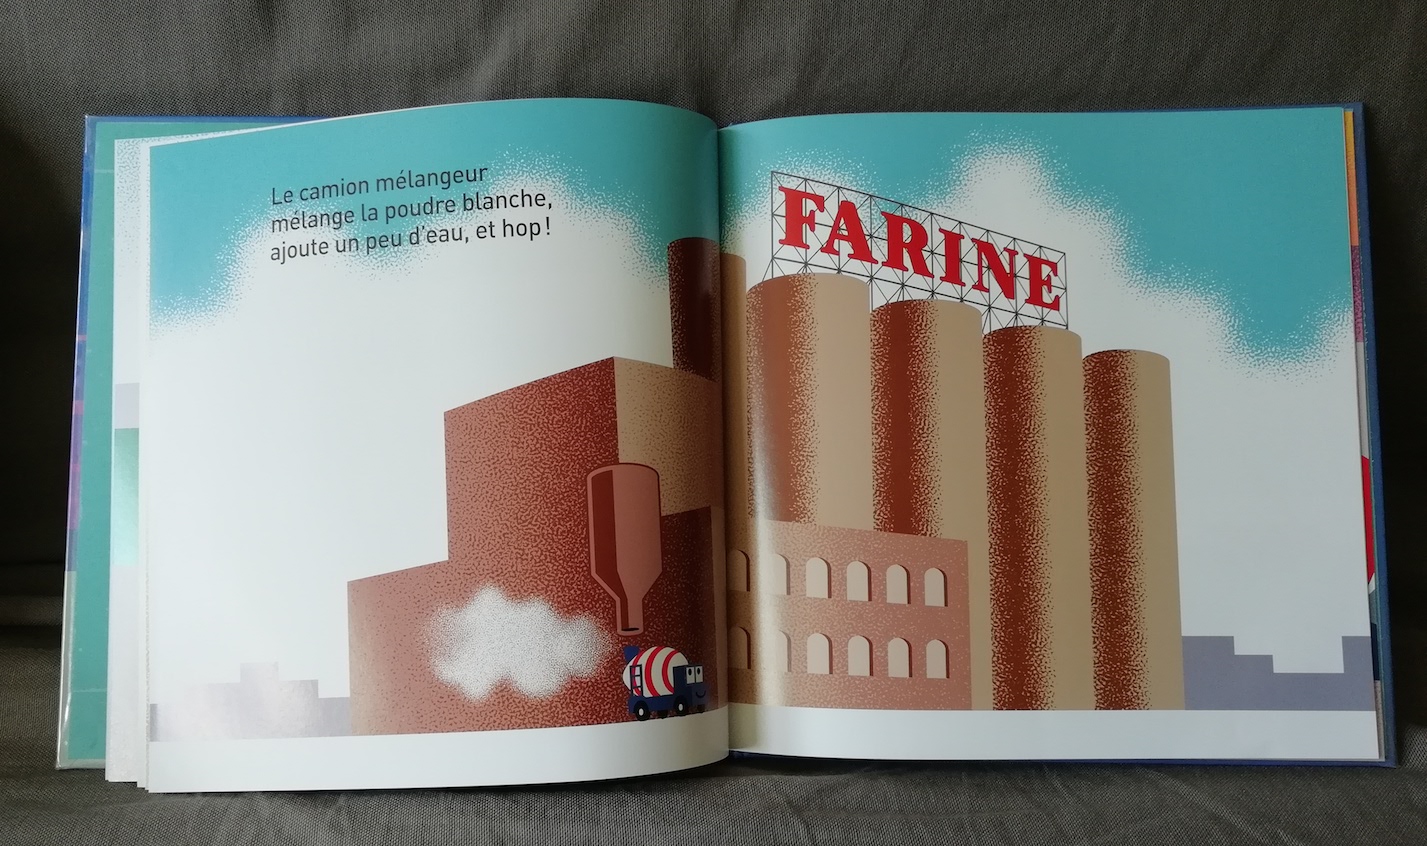 Le camion mélangeur
mélange la poudre blanche,
ajoute un peu d'eau, et hop !
FARINE